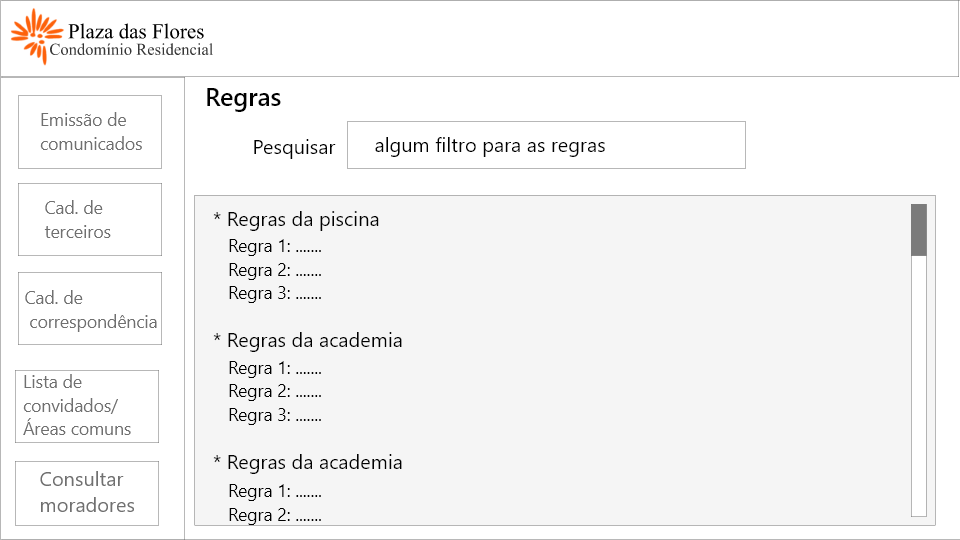 Plaza das Flores
Condomínio Residencial
Emissão de
comunicados
Cad. de
terceiros
Cad. de
correspondência
Lista de
convidados/
Áreas comuns
Consultar
moradores
Regras
Pesquisar
algum filtro para as regras
* Regras da piscina
Regra 1: .......
Regra 2: .......
Regra 3: .......
* Regras da academia
Regra 1: .......
Regra 2: .......
Regra 3: .......
* Regras da academia
Regra 1: .......
Regra 2: .......